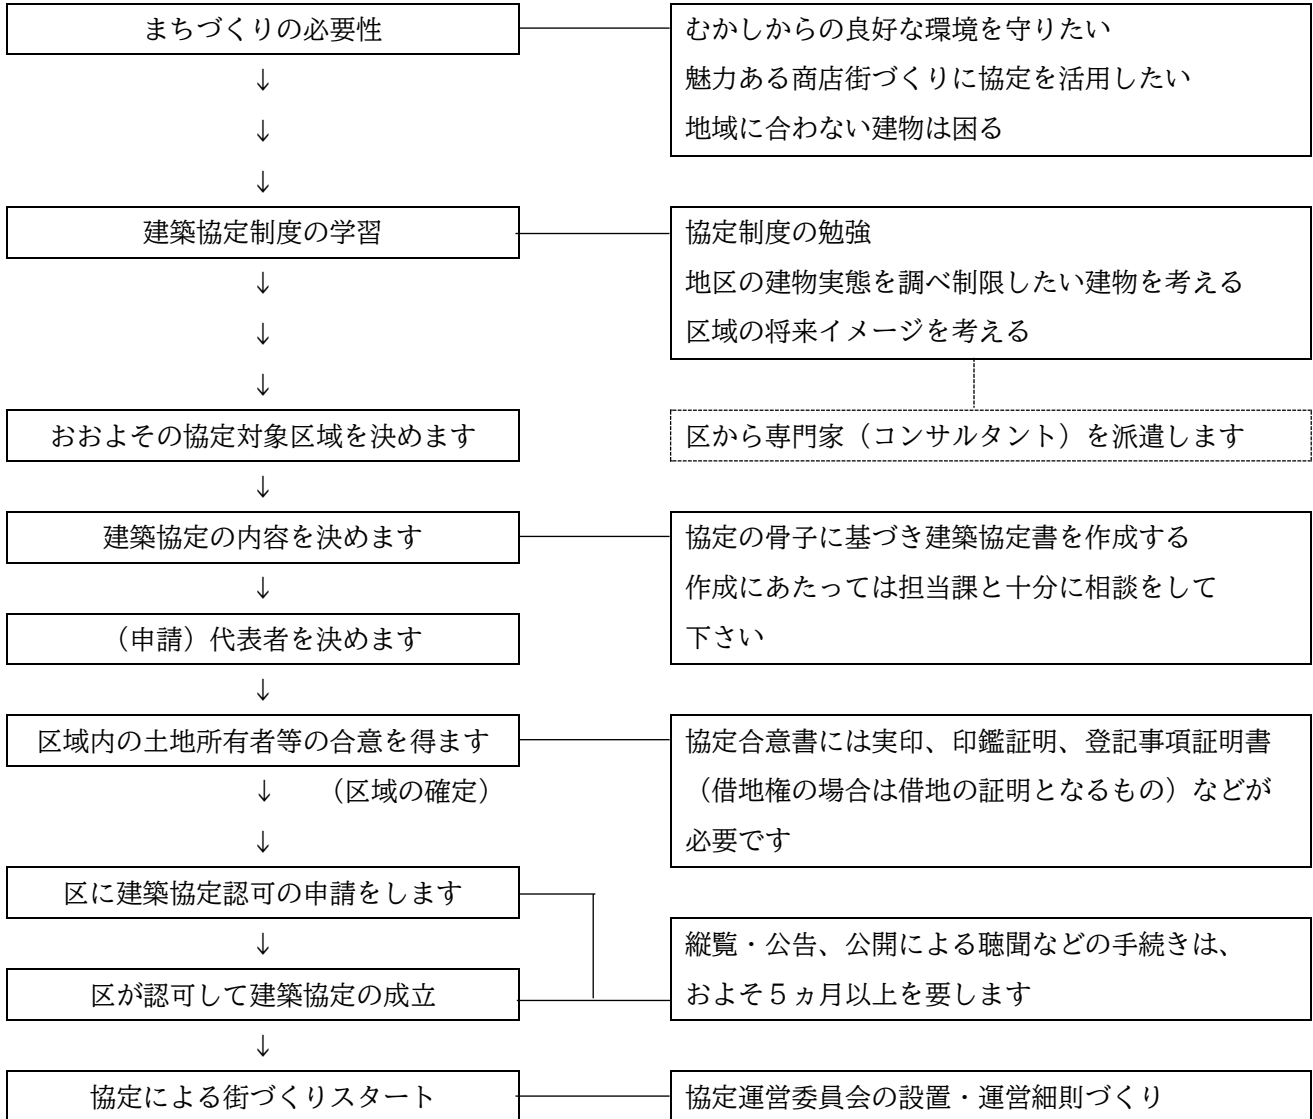 まちづくりの必要性
むかしからの良好な環境を守りたい
魅力ある商店街づくりに協定を活用したい
地域に合わない建物は困る
↓
↓
↓
建築協定制度の学習
協定制度の勉強
地区の建物実態を調べ制限したい建物を考える
区域の将来イメージを考える
↓
↓
↓
おおよその協定対象区域を決めます
区から専門家（コンサルタント）を派遣します
↓
建築協定の内容を決めます
協定の骨子に基づき建築協定書を作成する
作成にあたっては担当課と十分に相談をして
下さい
↓
（申請）代表者を決めます
↓
区域内の土地所有者等の合意を得ます
協定合意書には実印、印鑑証明、登記事項証明書
（借地権の場合は借地の証明となるもの）などが
必要です
↓　（区域の確定）
↓
区に建築協定認可の申請をします
↓
縦覧・公告、公開による聴聞などの手続きは、
およそ５ヵ月以上を要します
区が認可して建築協定の成立
↓
協定による街づくりスタート
協定運営委員会の設置・運営細則づくり